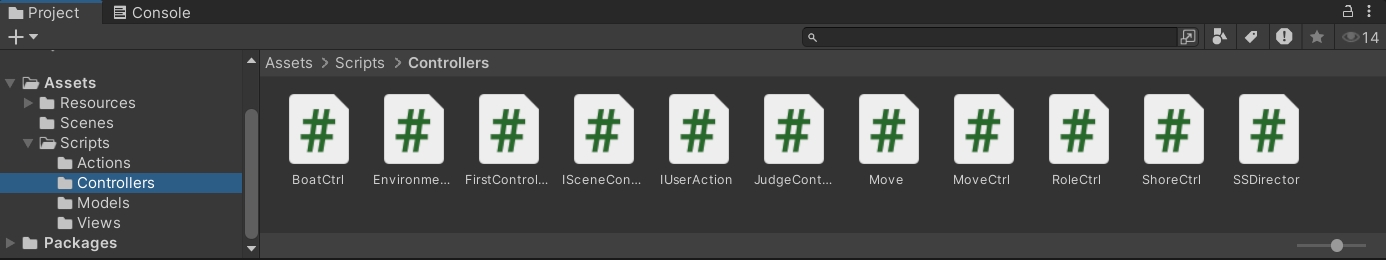 Project Console
14
Assets > Scripts > Controllers
Assets
Resources
Scenes
Scripts
Actions
Controllers
Models
Views
Packages
BoatCtrl Environme... FirstControl... ISceneCon... IUserAction JudgeCont... Move MoveCtrl RoleCtrl ShoreCtrl SSDirector